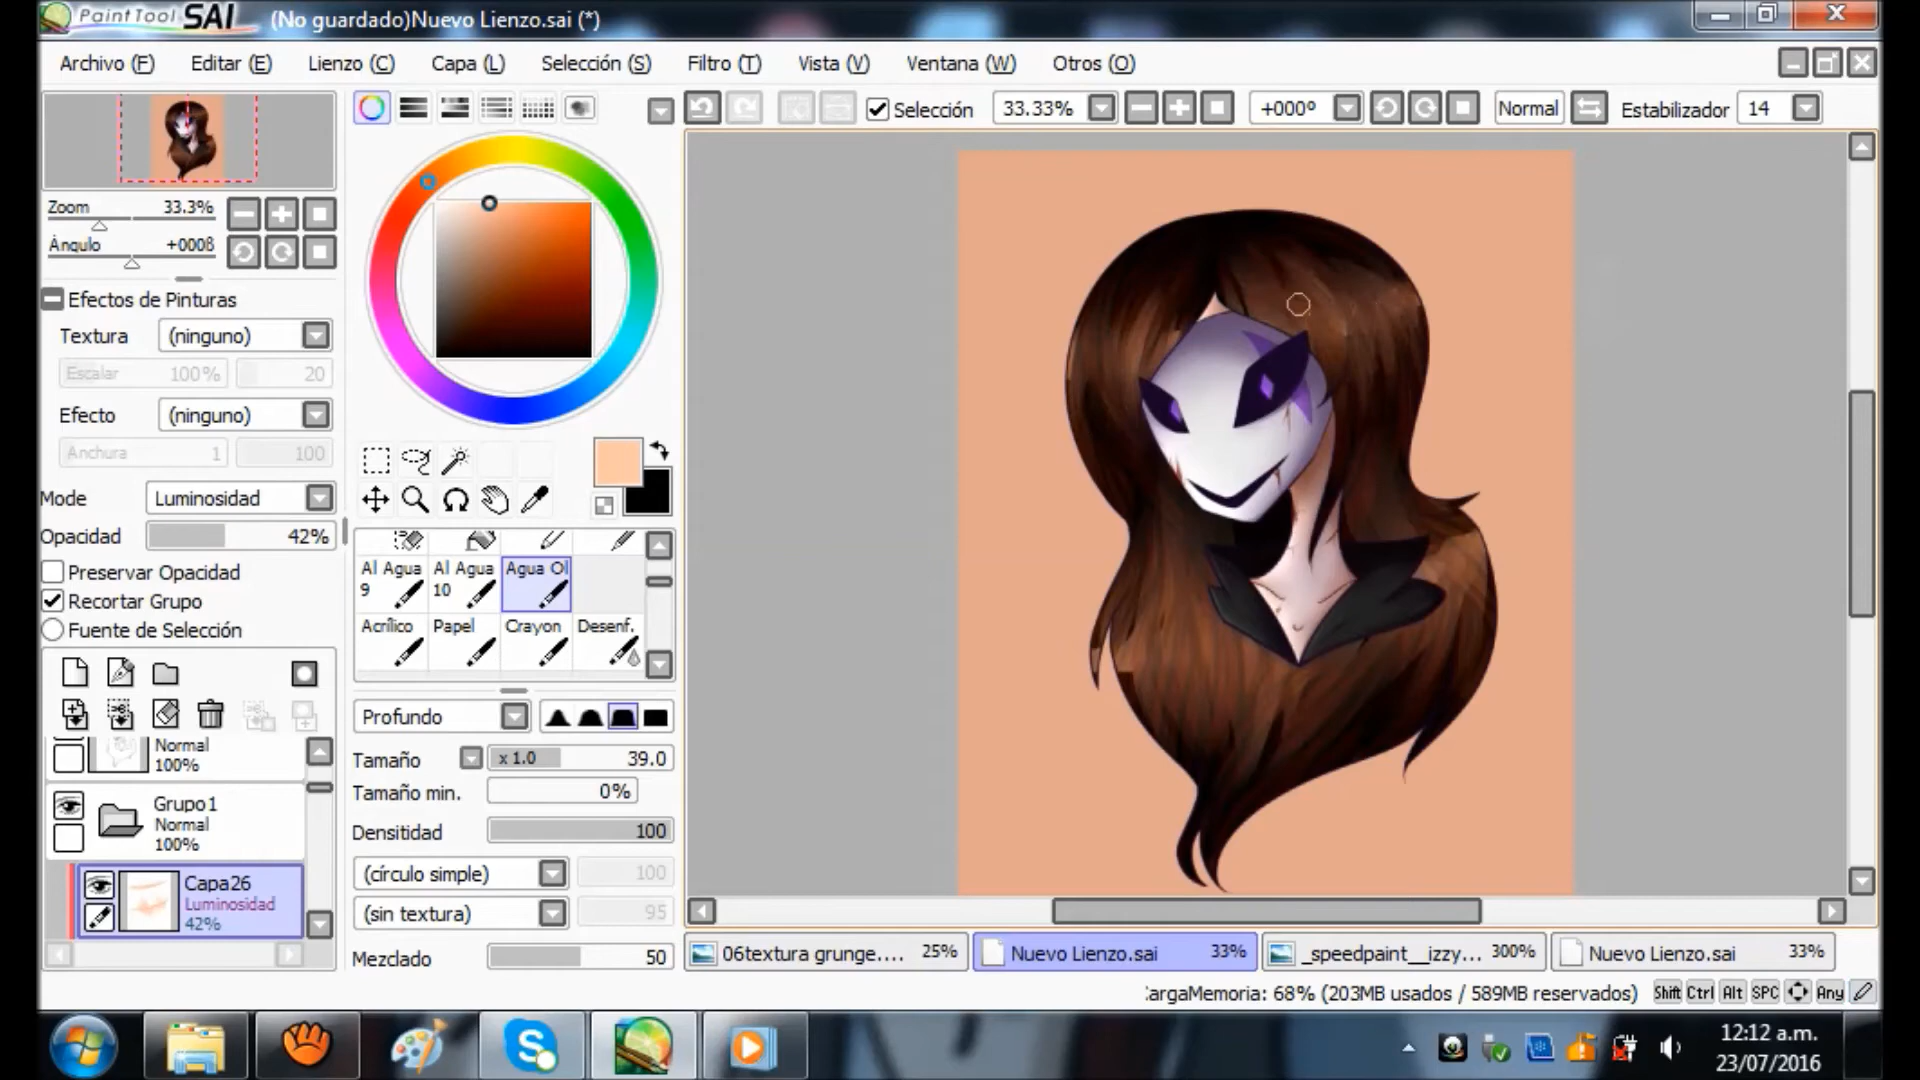 PaintTool SAI (No guardado)Nuevo Lienzo.sai (*)
Archivo (F) Editar (E) Lienzo (C) Capa (L) Selección (S) Filtro (T) Vista (V) Ventana (W) Otros (O)
Selección 33.33% +000º Normal Estabilizador 14
Zoom 33.3%
Ángulo +000ß
Efectos de Pinturas
Textura (ninguno)
Escalar 100% 20
Efecto (ninguno)
Anchura 1 100
Mode Luminosidad
Opacidad 42%
Preservar Opacidad
Recortar Grupo
Fuente de Selección
Normal
100%
Grupo1
Normal
100%
Capa26
Luminosidad
42%
Al Agua 9
Al Agua 10
Agua Ol
Acrílico Papel Crayon Desenf.
Profundo
Tamaño x 1.0 39.0
Tamaño min. 0%
Densitidad 100
(círculo simple) 100
(sin textura) 95
Mezclado 50
06textura grunge.... 25% Nuevo Lienzo.sai 33% _speedpaint__izzy... 300% Nuevo Lienzo.sai 33%
argaMemoria: 68% (203MB usados / 589MB reservados) Shift Ctrl Alt SPC Any
12:12 a.m.
23/07/2016